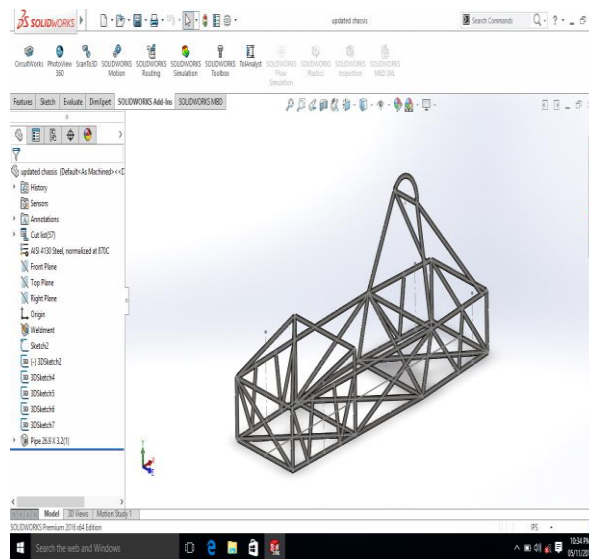 SOLIDWORKS
updated chassis
Search Commands
CircuitWorks PhotoView 360 ScanTo3D SOLIDWORKS Motion SOLIDWORKS Routing SOLIDWORKS Simulation SOLIDWORKS Toolbox TolAnalyst SOLIDWORKS Flow Simulation SOLIDWORKS Plastics SOLIDWORKS Inspection SOLIDWORKS MBD SNL
Features Sketch Evaluate DimXpert SOLIDWORKS Add-Ins SOLIDWORKS MBD
updated chassis (Default<As Machined><<D
History
Sensors
Annotations
Cut list(57)
AISI 4130 Steel, normalized at 870C
Front Plane
Top Plane
Right Plane
Origin
Weldment
Sketch2
(-) 3DSketch2
3DSketch4
3DSketch5
3DSketch6
3DSketch7
Pipe 26.9 X 3.2(1)
Model 3D Views Motion Study 1
SOLIDWORKS Premium 2016 x64 Edition
IPS
Search the web and Windows
10:34 PM